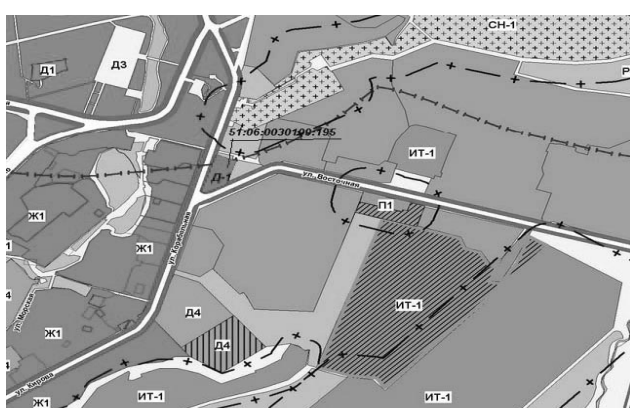 СН-1
Д1
Д3
Р
51:06:0030100:195
ИТ-1
Д-1
ул. Восточная
П1
Ж1
Ж1
ул. Корабельная
Д4
ИТ-1
ул. Морская
Ж1
Д4
ул. Кирова
Ж1
ИТ-1
ИТ-1